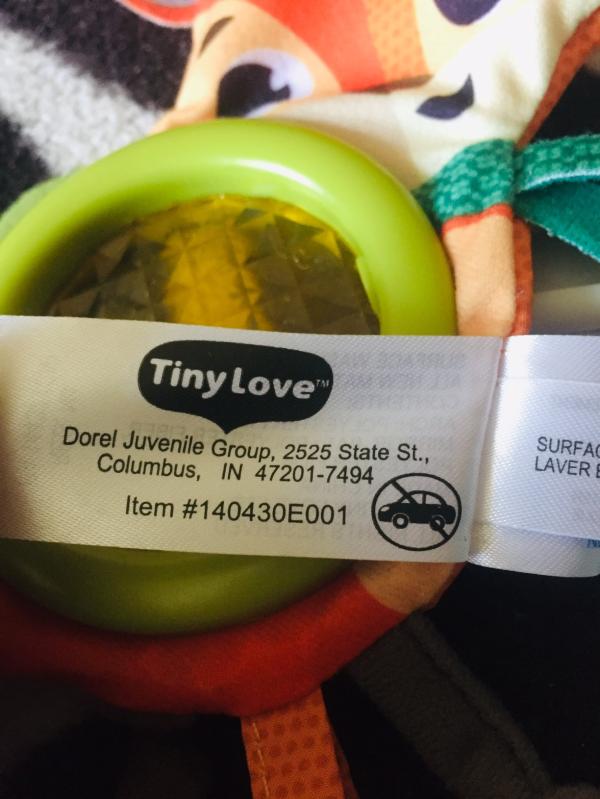 Tiny Love™
Dorel Juvenile Group, 2525 State St.,
Columbus, IN 47201-7494
Item #140430E001
SURFAC
LAVER E